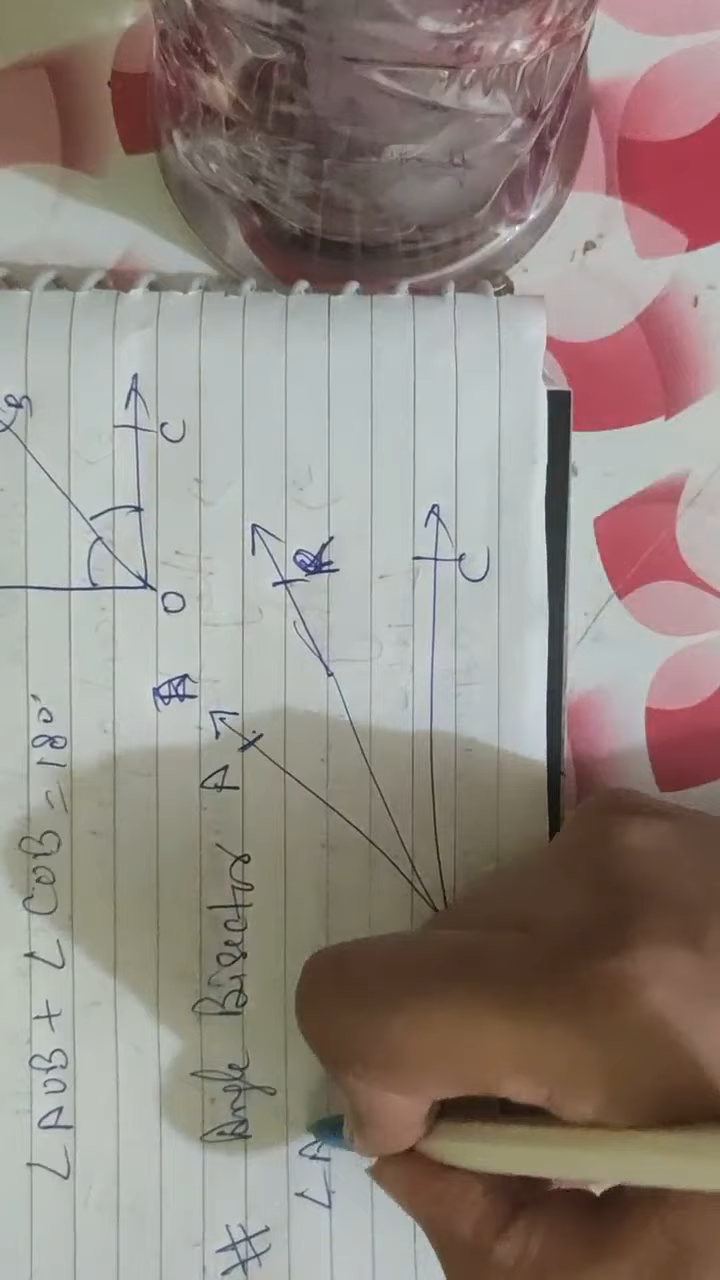 B
C
O
∠AOB + ∠COB = 180°
# Angle Bisector
A
R
C
∠A